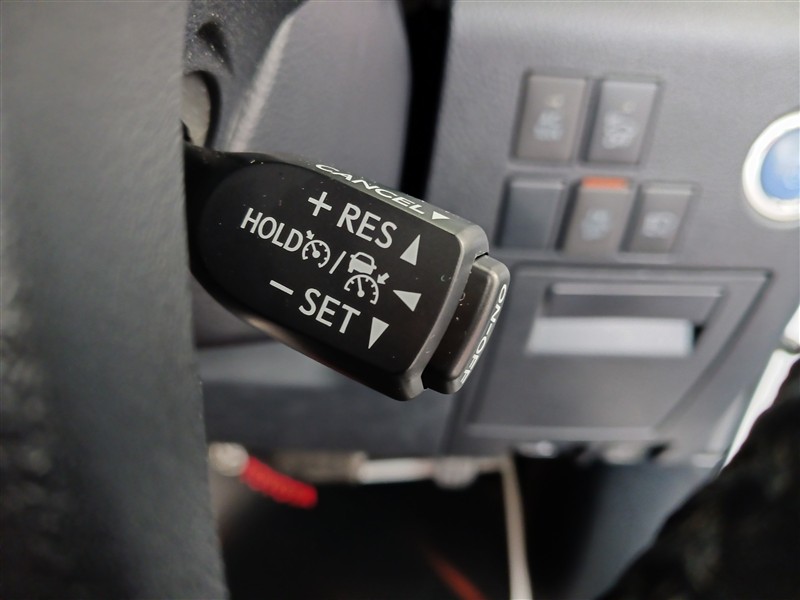 CANCEL▼
+ RES ▲
HOLD /
− SET ▼
ON-OFF